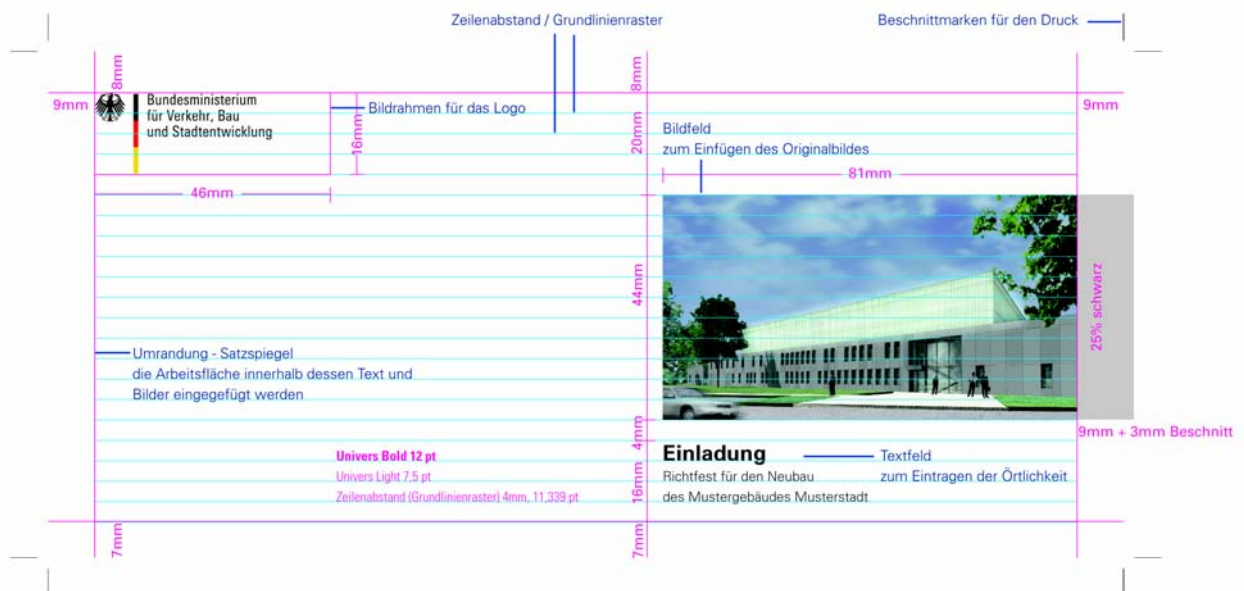 Zeilenabstand / Grundlinienraster
Beschnittmarken für den Druck
8mm
8mm
9mm
9mm
Bundesministerium
für Verkehr, Bau
und Stadtentwicklung
Bildrahmen für das Logo
16mm
20mm
Bildfeld
zum Einfügen des Originalbildes
81mm
46mm
44mm
25% schwarz
Umrandung - Satzspiegel
die Arbeitsfläche innerhalb dessen Text und
Bilder eingegefügt werden
9mm + 3mm Beschnitt
4mm
Univers Bold 12 pt
Univers Light 7,5 pt
Zeilenabstand (Grundlinienraster) 4mm, 11,339 pt
16mm
Einladung
Richtfest für den Neubau
des Mustergebäudes Musterstadt
Textfeld
zum Eintragen der Örtlichkeit
7mm
7mm